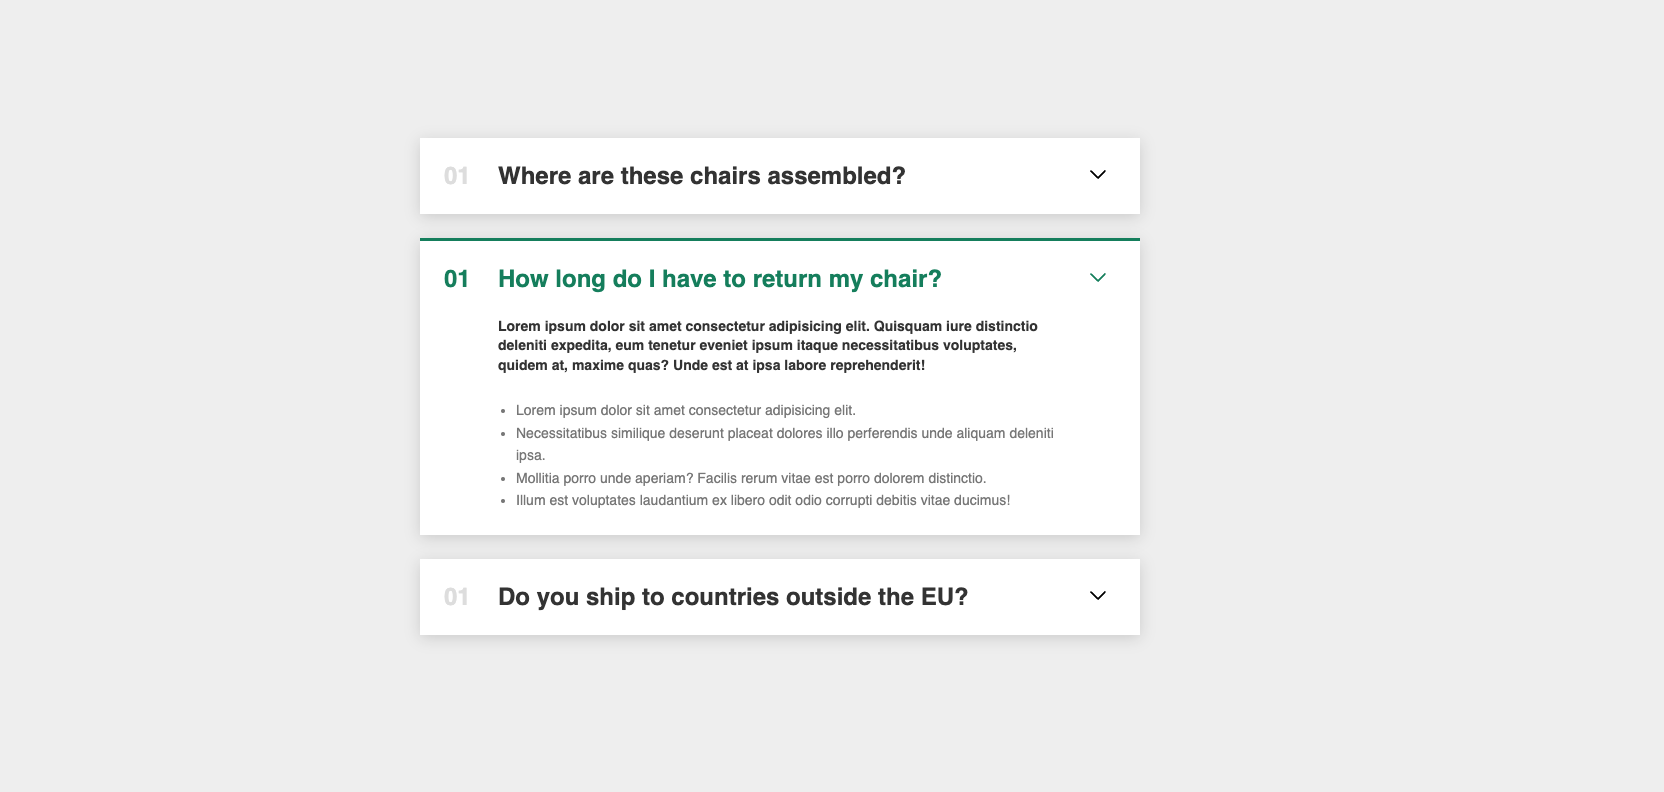 01 Where are these chairs assembled?
01 How long do I have to return my chair?
Lorem ipsum dolor sit amet consectetur adipisicing elit. Quisquam iure distinctio
deleniti expedita, eum tenetur eveniet ipsum itaque necessitatibus voluptates,
quidem at, maxime quas? Unde est at ipsa labore reprehenderit!
• Lorem ipsum dolor sit amet consectetur adipisicing elit.
• Necessitatibus similique deserunt placeat dolores illo perferendis unde aliquam deleniti
ipsa.
• Mollitia porro unde aperiam? Facilis rerum vitae est porro dolorem distinctio.
• Illum est voluptates laudantium ex libero odit odio corrupti debitis vitae ducimus!
01 Do you ship to countries outside the EU?